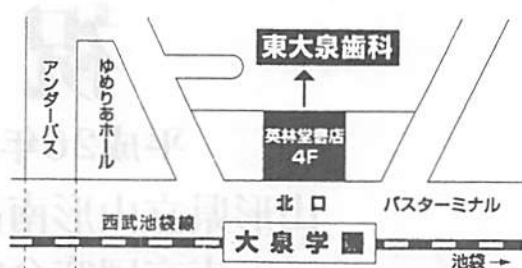 東大泉歯科
アンダーパス
ゆめりあホール
英林堂書店
4F
北口
バスターミナル
西武池袋線
大泉学園
池袋→